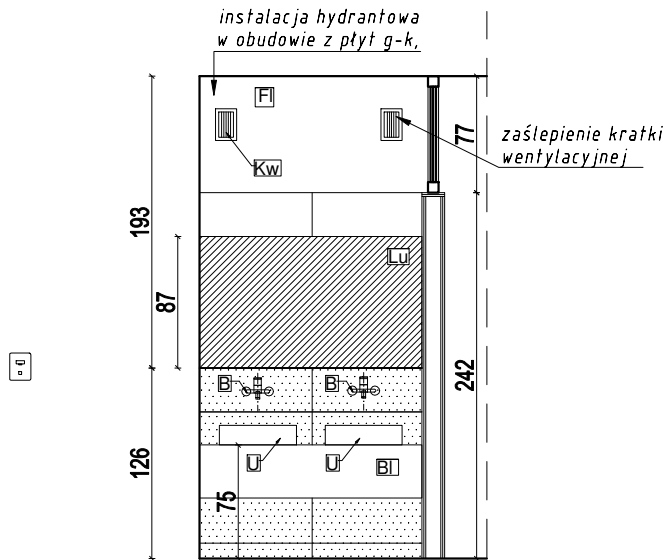 instalacja hydrantowa
w obudowie z płyt g-k,
Fl
77
zaślepienie kratki
wentylacyjnej
Kw
193
Lu
87
242
B
B
126
U
U
Bl
75